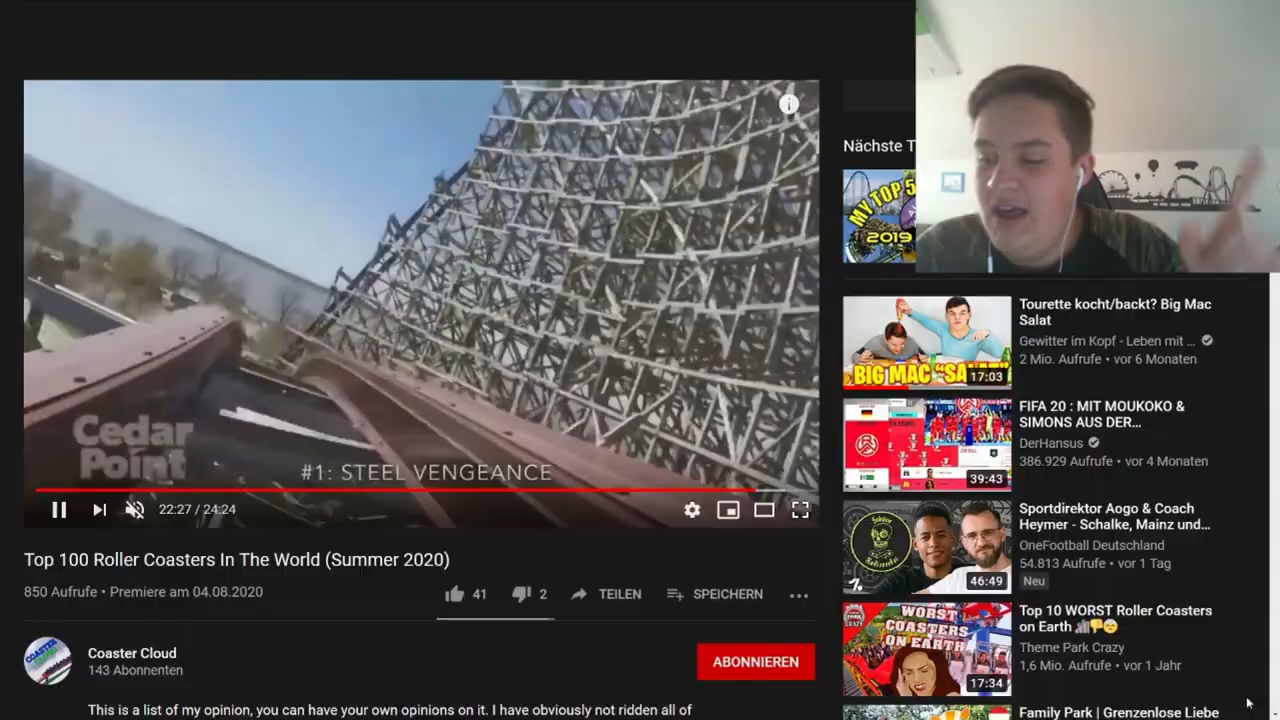 Cedar
Point
#1: STEEL VENGEANCE
22:27 / 24:24
Top 100 Roller Coasters In The World (Summer 2020)
850 Aufrufe • Premiere am 04.08.2020
41
2
TEILEN
SPEICHERN
Coaster Cloud
143 Abonnenten
ABONNIEREN
This is a list of my opinion, you can have your own opinions on it. I have obviously not ridden all of
Nächste T
MY TOP 5
2019
Tourette kocht/backt? Big Mac
Salat
Gewitter im Kopf - Leben mit ...
2 Mio. Aufrufe • vor 6 Monaten
BIG MAC "SA
17:03
FIFA 20 : MIT MOUKOKO &
SIMONS AUS DER...
DerHansus
386.929 Aufrufe • vor 4 Monaten
39:43
Sportdirektor Aogo & Coach
Heymer - Schalke, Mainz und...
OneFootball Deutschland
54.813 Aufrufe • vor 1 Tag
Neu
46:49
Top 10 WORST Roller Coasters
on Earth 🎢👎😴
Theme Park Crazy
1,6 Mio. Aufrufe • vor 1 Jahr
WORST
COASTERS
ON EARTH
17:34
Family Park | Grenzenlose Liebe